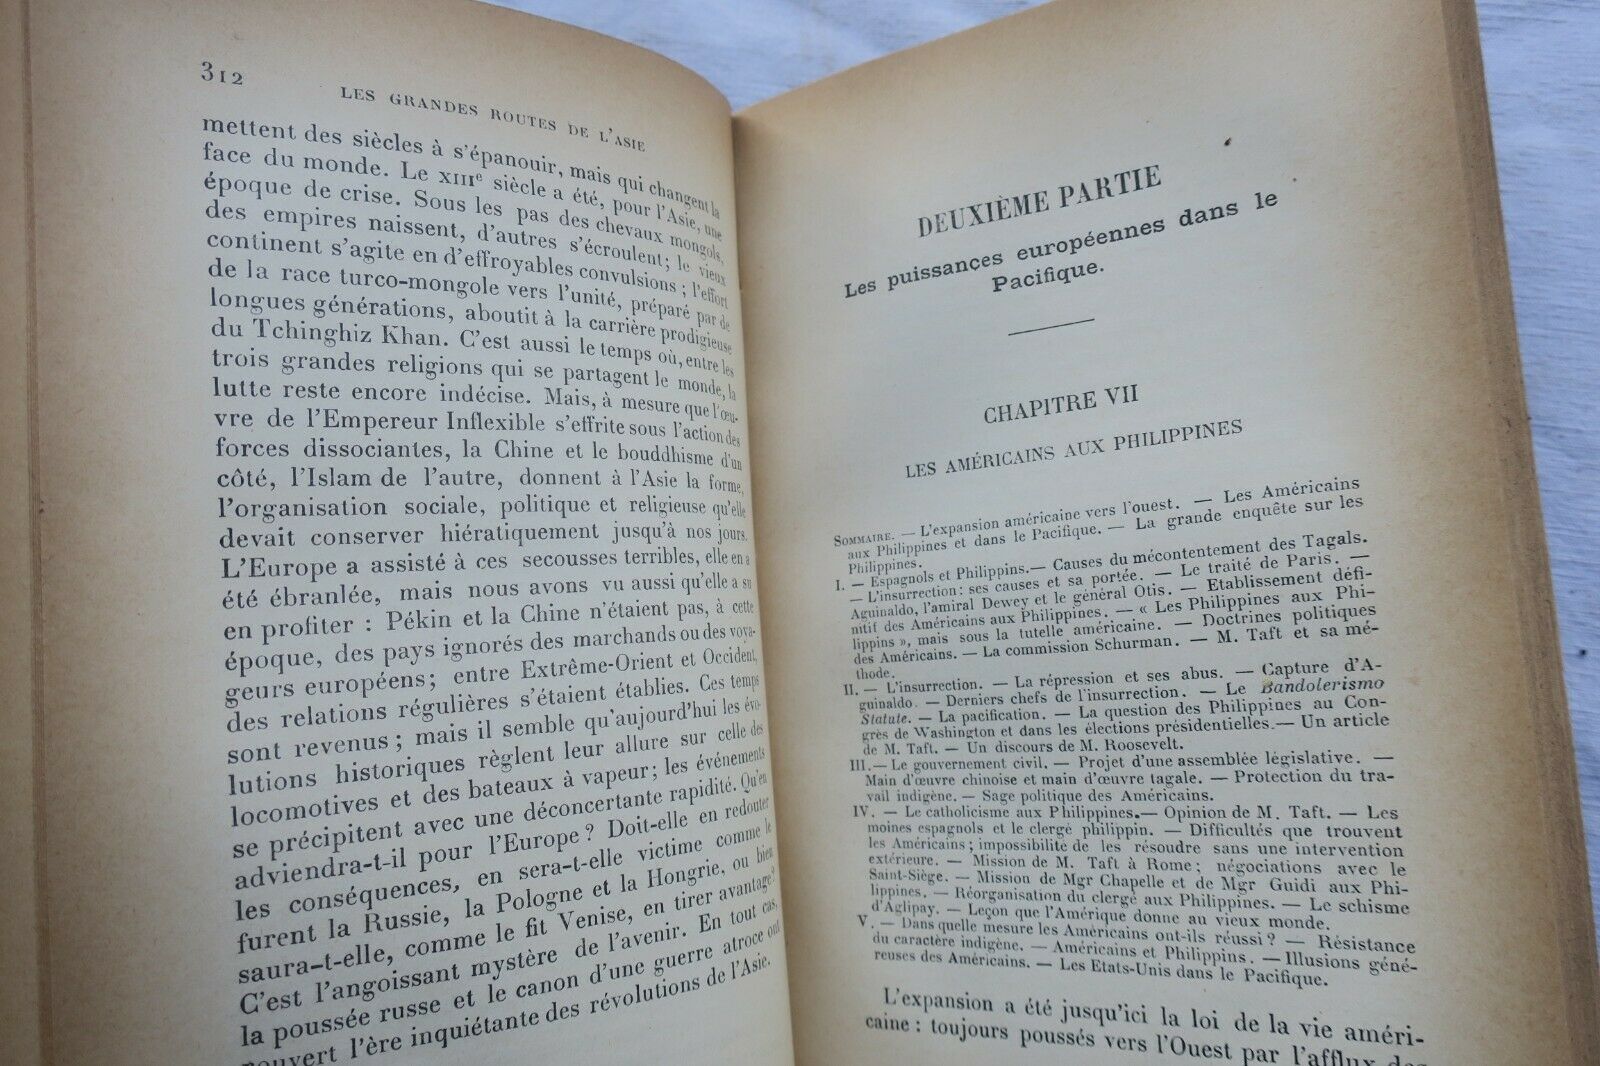 312
LES GRANDES ROUTES DE L'ASIE
mettent des siècles à s'épanouir, mais qui changent la
face du monde. Le XIIIe siècle a été, pour l'Asie, une
époque de crise. Sous les pas des chevaux mongols,
des empires naissent, d'autres s'écroulent; le vieux
continent s'agite en d'effroyables convulsions; l'effort
de la race turco-mongole vers l'unité, préparé par de
longues générations, aboutit à la carrière prodigieuse
du Tchinghiz Khan. C'est aussi le temps où, entre les
trois grandes religions qui se partagent le monde, la
lutte reste encore indécise. Mais, à mesure que l'œu-
vre de l'Empereur Inflexible s'effrite sous l'action des
forces dissociantes, la Chine et le bouddhisme d'un
côté, l'Islam de l'autre, donnent à l'Asie la forme,
l'organisation sociale, politique et religieuse qu'elle
devait conserver hiératiquement jusqu'à nos jours.
L'Europe a assisté à ces secousses terribles, elle en a
été ébranlée, mais nous avons vu aussi qu'elle a su
en profiter : Pékin et la Chine n'étaient pas, à cette
époque, des pays ignorés des marchands ou des voya-
geurs européens; entre Extrême-Orient et Occident,
des relations régulières s'étaient établies. Ces temps
sont revenus; mais il semble qu'aujourd'hui les évo-
lutions historiques règlent leur allure sur celle des
locomotives et des bateaux à vapeur; les événements
se précipitent avec une déconcertante rapidité. Qu'en
adviendra-t-il pour l'Europe? Doit-elle en redouter
les conséquences, en sera-t-elle victime comme le
furent la Russie, la Pologne et la Hongrie, ou bien
saura-t-elle, comme le fit Venise, en tirer avantage?
C'est l'angoissant mystère de l'avenir. En tout cas,
la poussée russe et le canon d'une guerre atroce ont
ouvert l'ère inquiétante des révolutions de l'Asie.
DEUXIÈME PARTIE
Les puissances européennes dans le
Pacifique.
CHAPITRE VII
LES AMÉRICAINS AUX PHILIPPINES
SOMMAIRE. — L'expansion américaine vers l'ouest. — Les Américains
aux Philippines et dans le Pacifique. — La grande enquête sur les
Philippines.
I. — Espagnols et Philippins. — Causes du mécontentement des Tagals.
— L'insurrection : ses causes et sa portée. — Le traité de Paris. —
Aguinaldo, l'amiral Dewey et le général Otis. — Etablissement défi-
nitif des Américains aux Philippines. — « Les Philippines aux Phi-
lippins », mais sous la tutelle américaine. — Doctrines politiques
des Américains. — La commission Schurman. — M. Taft et sa mé-
thode.
II. — L'insurrection. — La répression et ses abus. — Capture d'A-
guinaldo. — Derniers chefs de l'insurrection. — Le Bandolerismo
Statute. — La pacification. — La question des Philippines au Con-
grès de Washington et dans les élections présidentielles. — Un article
de M. Taft. — Un discours de M. Roosevelt.
III. — Le gouvernement civil. — Projet d'une assemblée législative. —
Main d'œuvre chinoise et main d'œuvre tagale. — Protection du tra-
vail indigène. — Sage politique des Américains.
IV. — Le catholicisme aux Philippines. — Opinion de M. Taft. — Les
moines espagnols et le clergé philippin. — Difficultés que trouvent
les Américains; impossibilité de les résoudre sans une intervention
extérieure. — Mission de M. Taft à Rome; négociations avec le
Saint-Siège. — Mission de Mgr Chapelle et de Mgr Guidi aux Phi-
lippines. — Réorganisation du clergé aux Philippines. — Le schisme
d'Aglipay. — Leçon que l'Amérique donne au vieux monde.
V. — Dans quelle mesure les Américains ont-ils réussi? — Résistance
du caractère indigène. — Américains et Philippins. — Illusions géné-
reuses des Américains. — Les Etats-Unis dans le Pacifique.
L'expansion a été jusqu'ici la loi de la vie améri-
caine : toujours poussés vers l'Ouest par l'afflux des